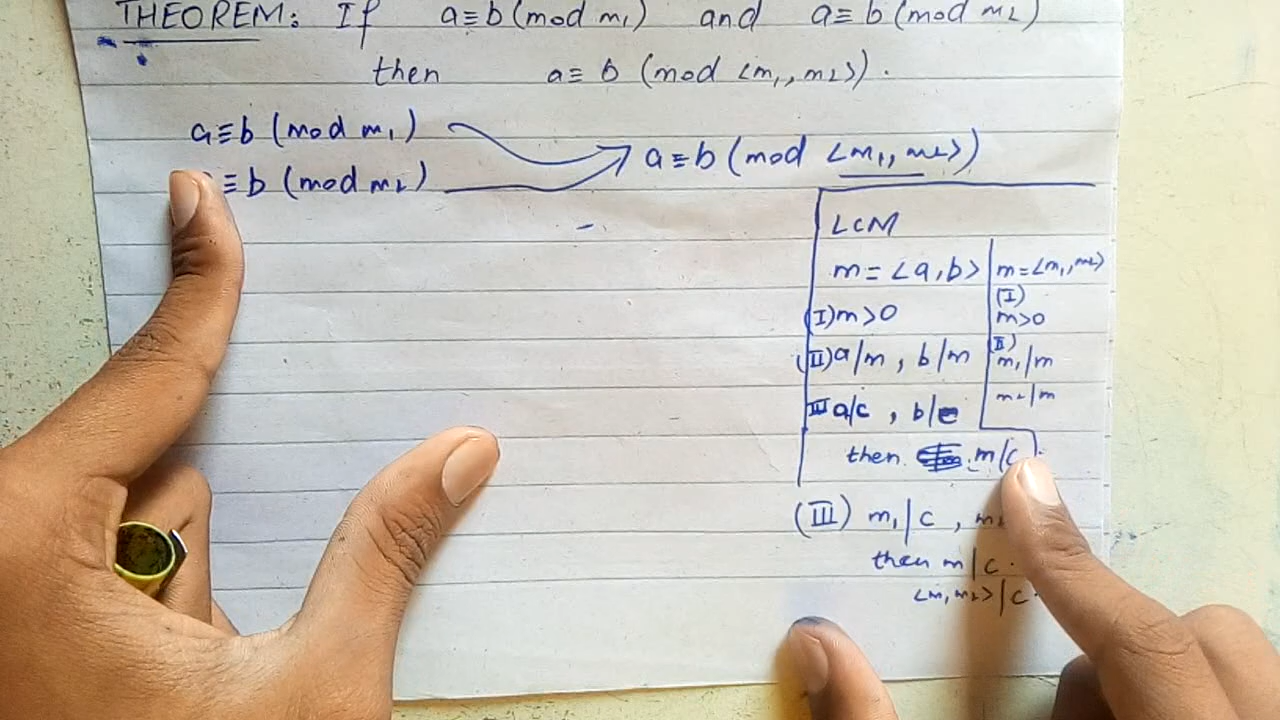 THEOREM: If a≡b (mod m₁) and a≡b (mod m₂)
then a≡b (mod <m₁, m₂>).
a≡b (mod m₁)
≡b (mod m₂)
a≡b (mod <m₁, m₂>)
LCM
m = <a,b>
(I) m>0
(II) a/m , b/m
III a/c , b/c
then m/c.
m=<m₁,m₂>
(I)
m>0
(II)
m₁/m
m₂/m
(III) m₁/c ,
then m/c.
<m₁,m₂>/c.